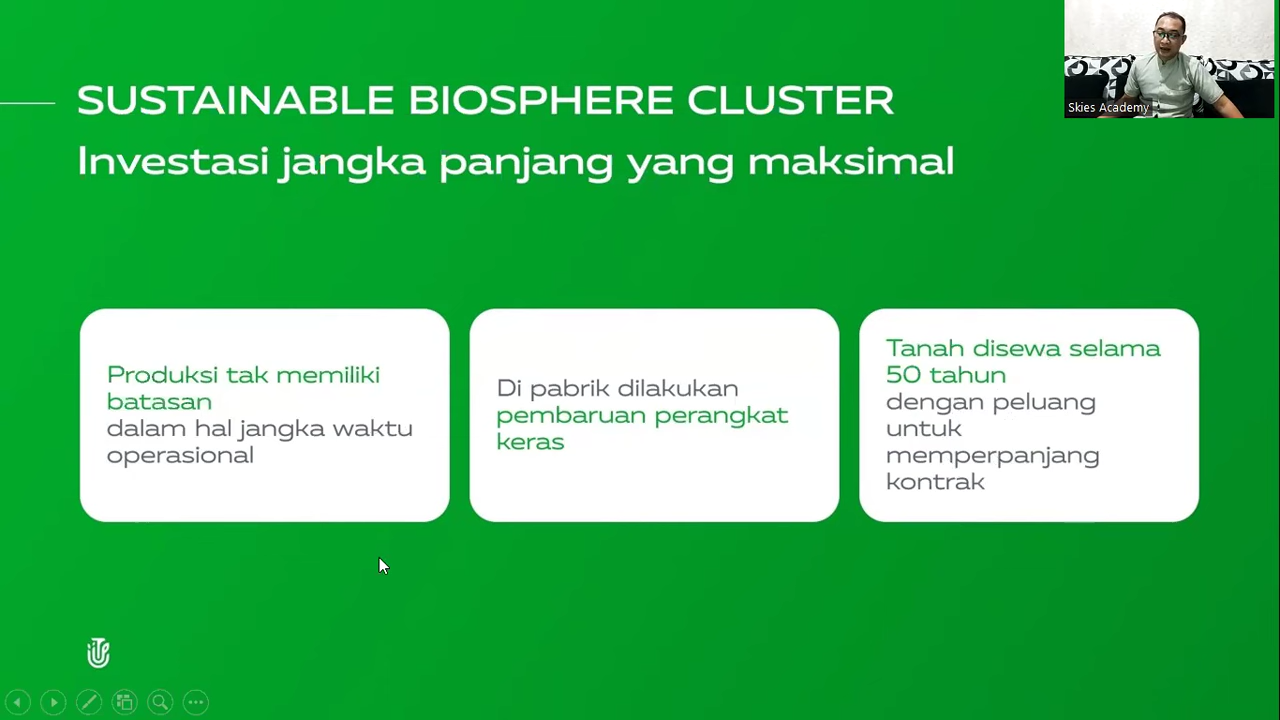 SUSTAINABLE BIOSPHERE CLUSTER
Investasi jangka panjang yang maksimal
Skies Academy
Produksi tak memiliki
batasan
dalam hal jangka waktu
operasional
Di pabrik dilakukan
pembaruan perangkat
keras
Tanah disewa selama
50 tahun
dengan peluang
untuk
memperpanjang
kontrak